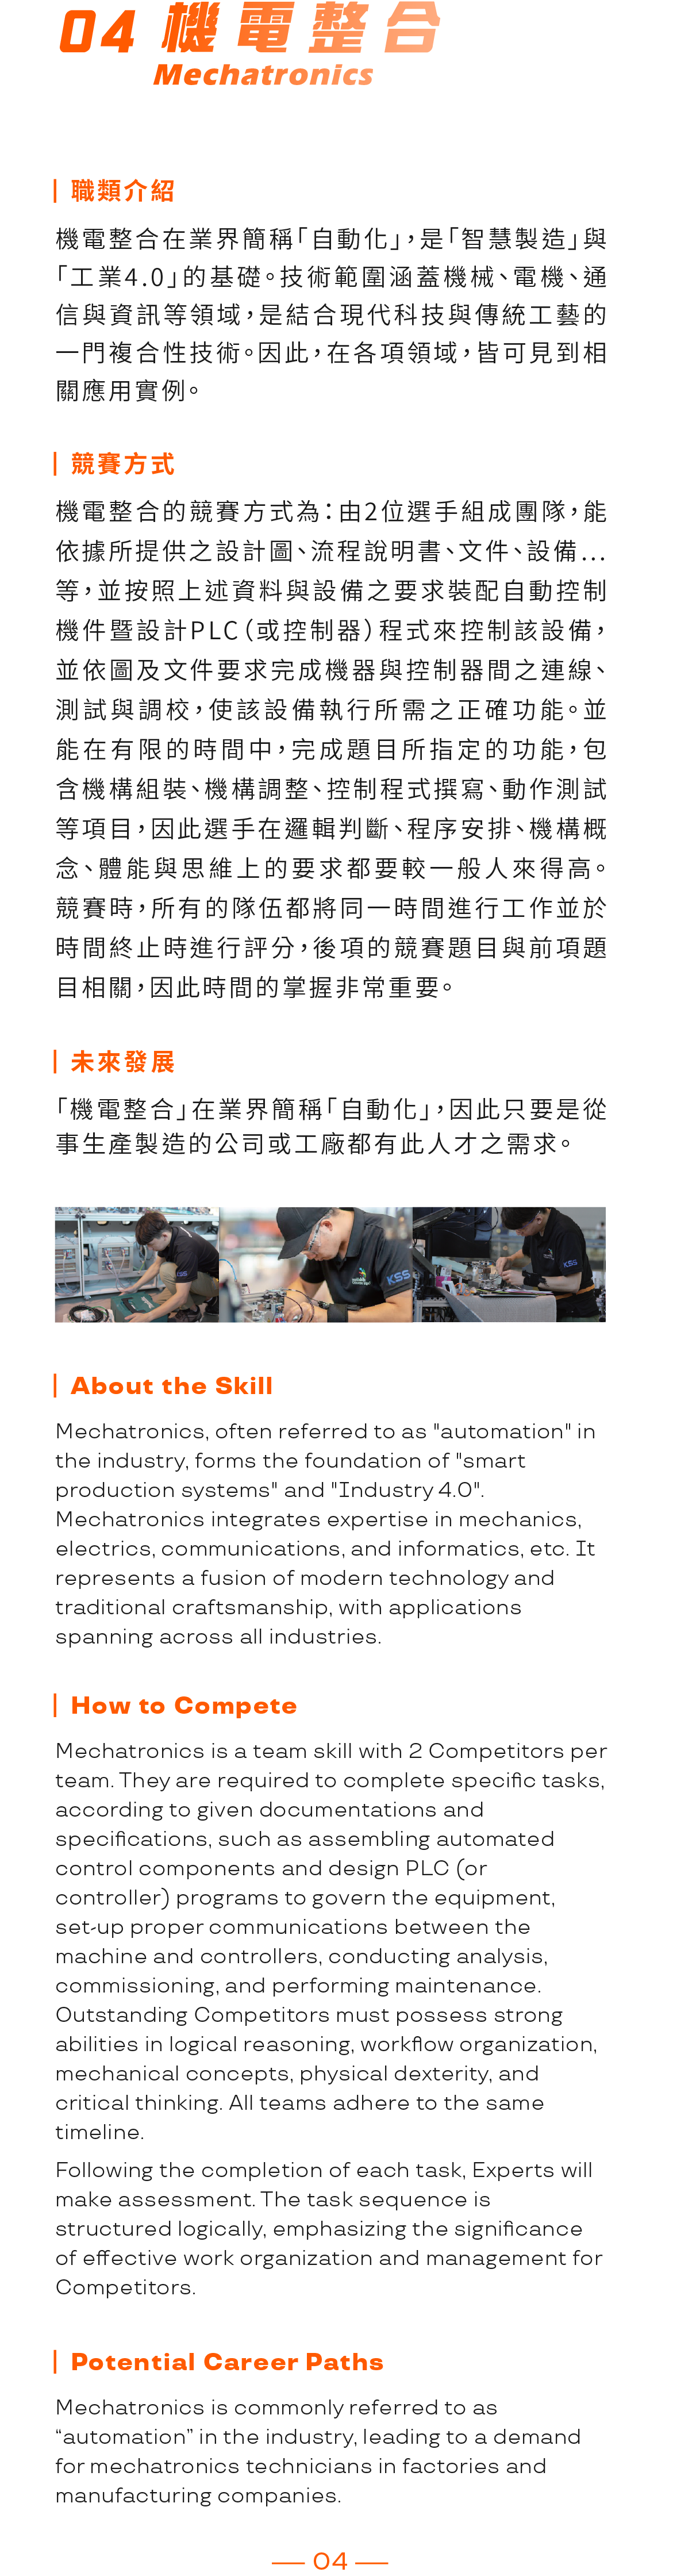 04 機電整合
Mechatronics
職類介紹
機電整合在業界簡稱「自動化」，是「智慧製造」與
「工業4.0」的基礎。技術範圍涵蓋機械、電機、通
信與資訊等領域，是結合現代科技與傳統工藝的
一門複合性技術。因此，在各項領域，皆可見到相
關應用實例。
競賽方式
機電整合的競賽方式為：由2位選手組成團隊，能
依據所提供之設計圖、流程說明書、文件、設備...
等，並按照上述資料與設備之要求裝配自動控制
機件暨設計PLC（或控制器）程式來控制該設備，
並依圖及文件要求完成機器與控制器間之連線、
測試與調校，使該設備執行所需之正確功能。並
能在有限的時間中，完成題目所指定的功能，包
含機構組裝、機構調整、控制程式撰寫、動作測試
等項目，因此選手在邏輯判斷、程序安排、機構概
念、體能與思維上的要求都要較一般人來得高。
競賽時，所有的隊伍都將同一時間進行工作並於
時間終止時進行評分，後項的競賽題目與前項題
目相關，因此時間的掌握非常重要。
未來發展
「機電整合」在業界簡稱「自動化」，因此只要是從
事生產製造的公司或工廠都有此人才之需求。
KSS
KSS
KSS
About the Skill
Mechatronics, often referred to as "automation" in
the industry, forms the foundation of "smart
production systems" and "Industry 4.0".
Mechatronics integrates expertise in mechanics,
electrics, communications, and informatics, etc. It
represents a fusion of modern technology and
traditional craftsmanship, with applications
spanning across all industries.
How to Compete
Mechatronics is a team skill with 2 Competitors per
team. They are required to complete specific tasks,
according to given documentations and
specifications, such as assembling automated
control components and design PLC (or
controller) programs to govern the equipment,
set-up proper communications between the
machine and controllers, conducting analysis,
commissioning, and performing maintenance.
Outstanding Competitors must possess strong
abilities in logical reasoning, workflow organization,
mechanical concepts, physical dexterity, and
critical thinking. All teams adhere to the same
timeline.
Following the completion of each task, Experts will
make assessment. The task sequence is
structured logically, emphasizing the significance
of effective work organization and management for
Competitors.
Potential Career Paths
Mechatronics is commonly referred to as
“automation” in the industry, leading to a demand
for mechatronics technicians in factories and
manufacturing companies.
04